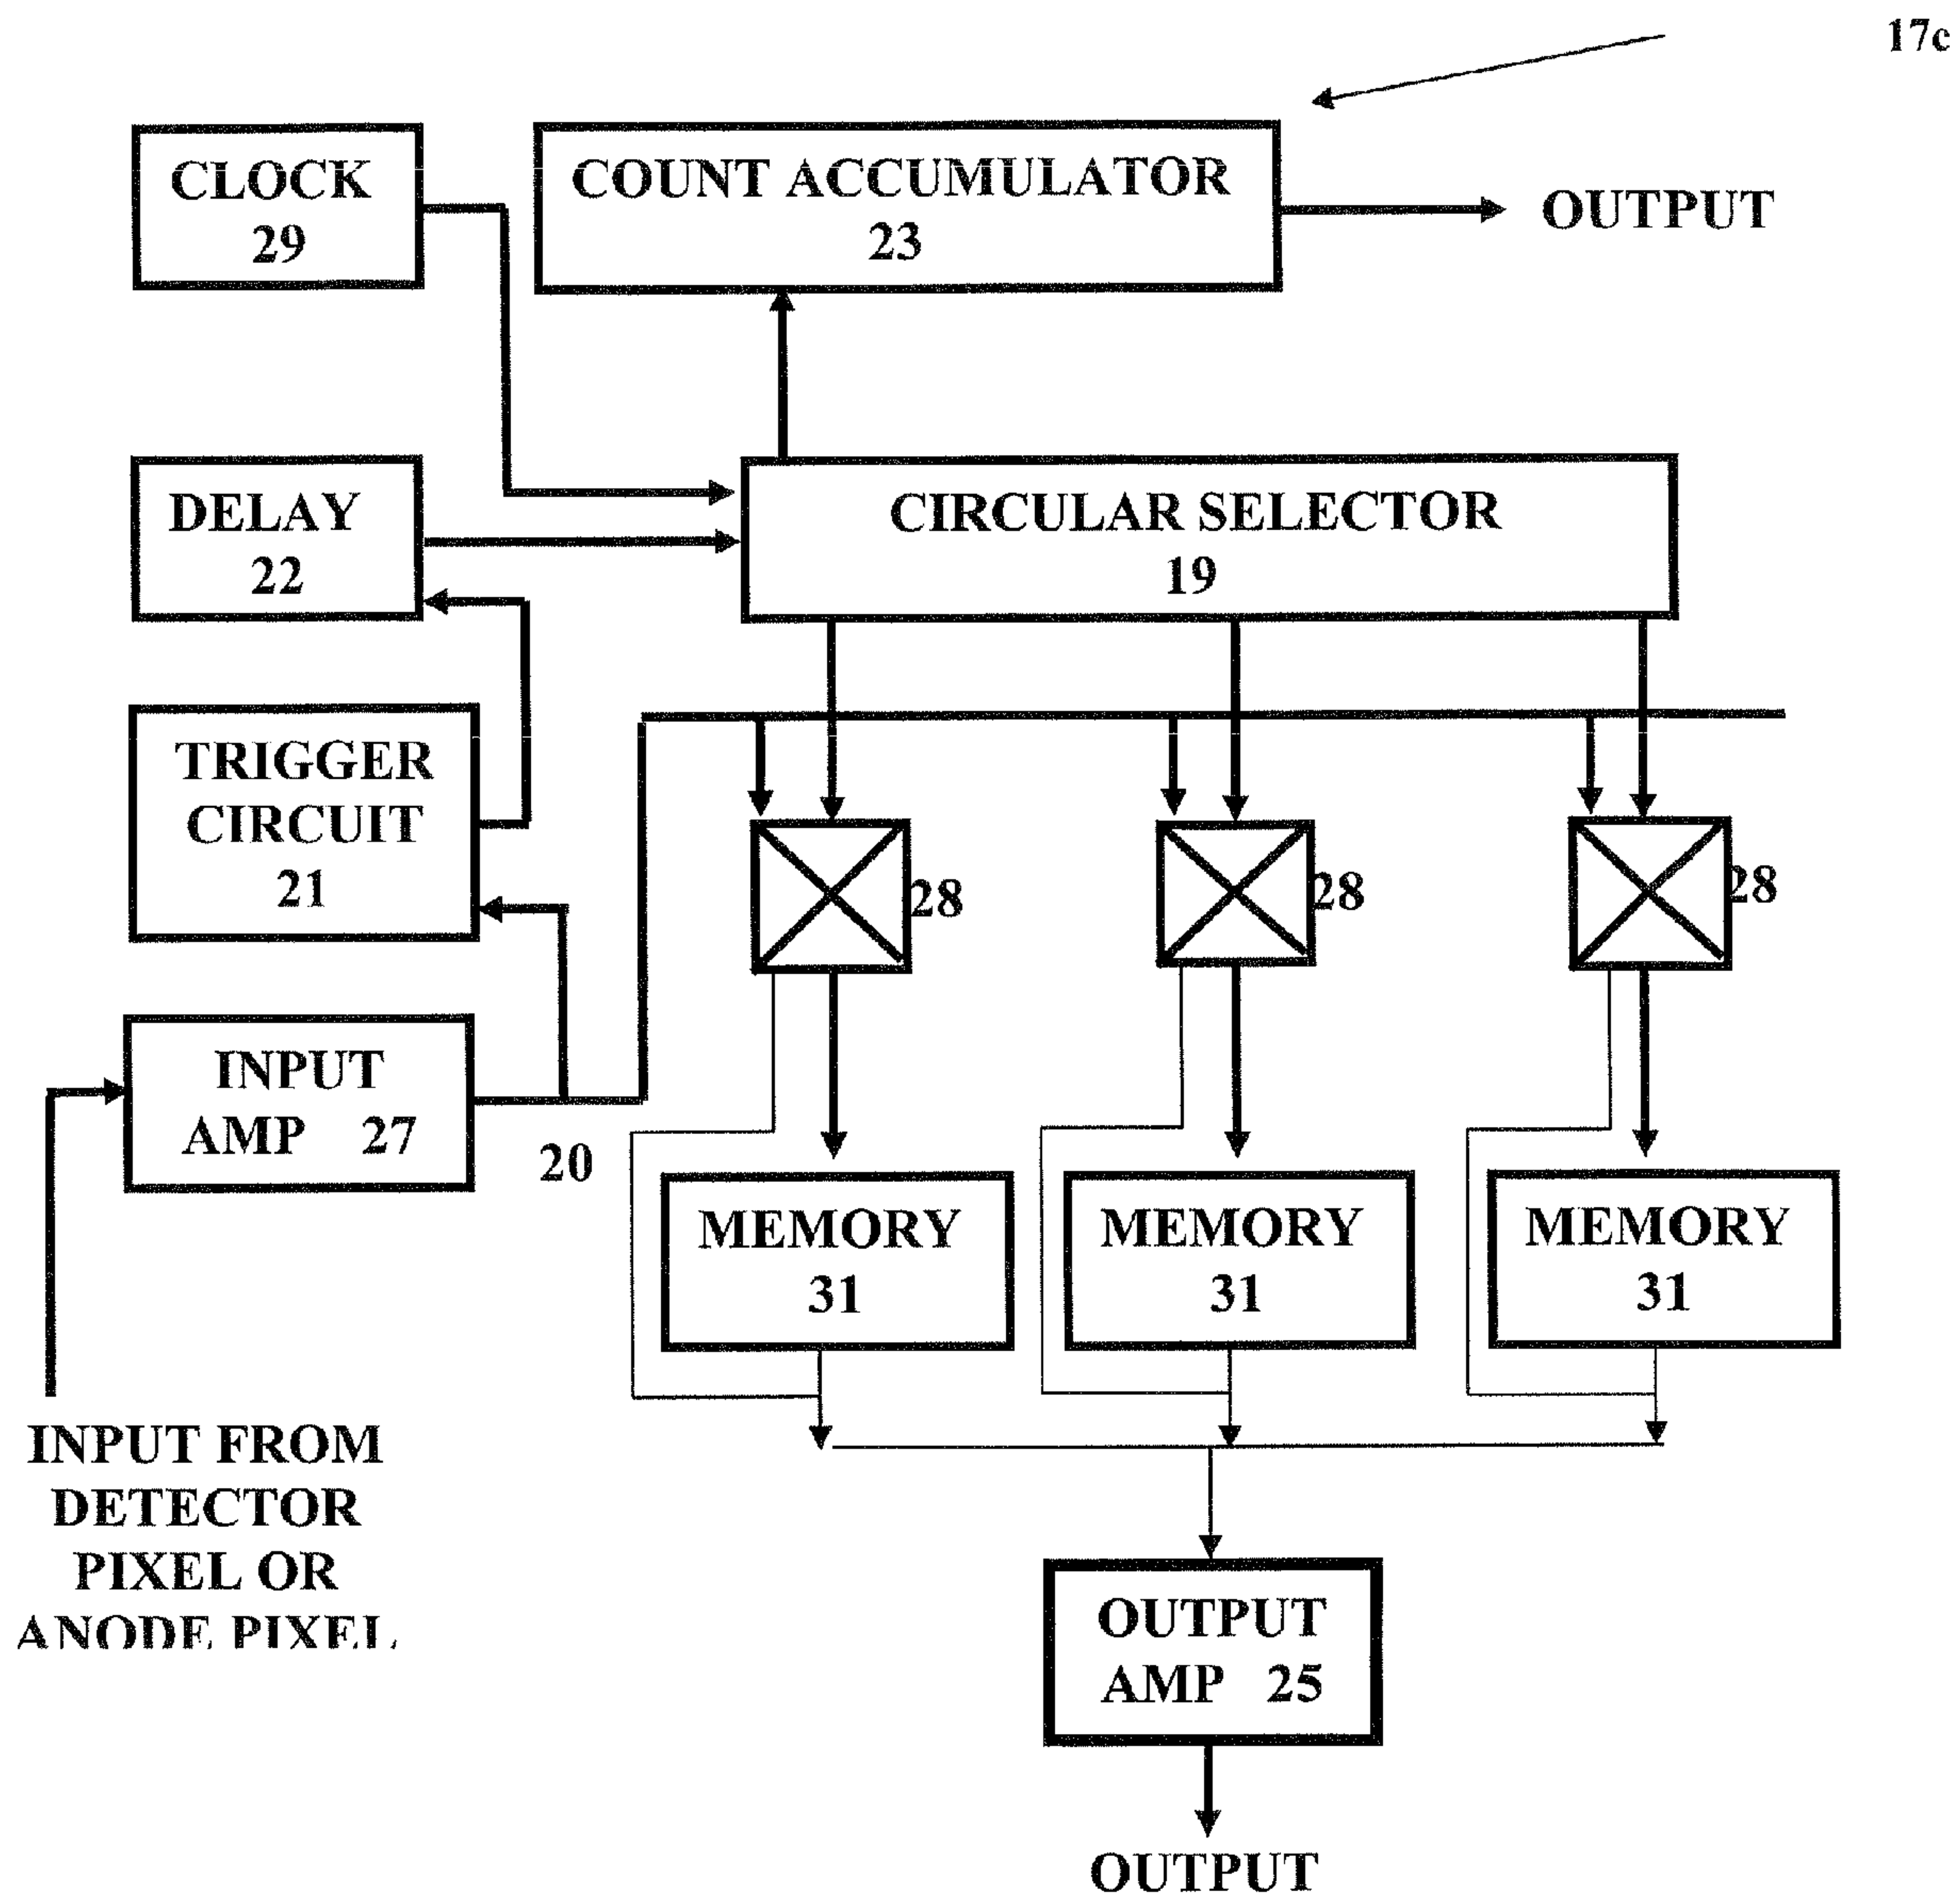 17c
CLOCK
29
COUNT ACCUMULATOR
23
OUTPUT
DELAY
22
CIRCULAR SELECTOR
19
TRIGGER
CIRCUIT
21
28
28
28
INPUT
AMP 27
20
MEMORY
31
MEMORY
31
MEMORY
31
INPUT FROM
DETECTOR
PIXEL OR
ANODE PIXEL
OUTPUT
AMP 25
OUTPUT